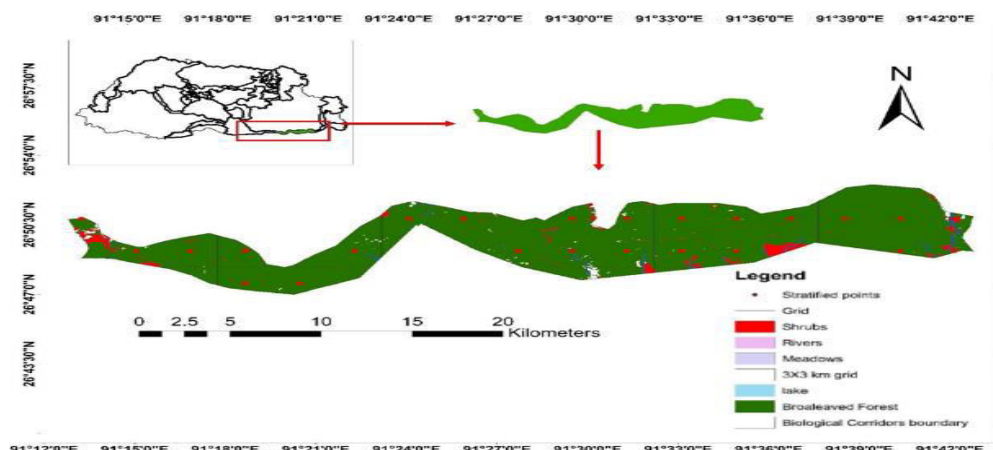 91°15'0"E 91°18'0"E 91°21'0"E 91°24'0"E 91°27'0"E 91°30'0"E 91°33'0"E 91°36'0"E 91°39'0"E 91°42'0"E
N
26°57'30"N
26°54'0"N
26°50'30"N
26°47'0"N
26°43'30"N
0 2.5 5 10 15 20
Kilometers
Legend
Stratified points
Grid
Shrubs
Rivers
Meadows
3X3 km grid
lake
Broaleaved Forest
Biological Corridors boundary
91°12'0"E 91°15'0"E 91°18'0"E 91°21'0"E 91°24'0"E 91°27'0"E 91°30'0"E 91°33'0"E 91°36'0"E 91°39'0"E 91°42'0"E